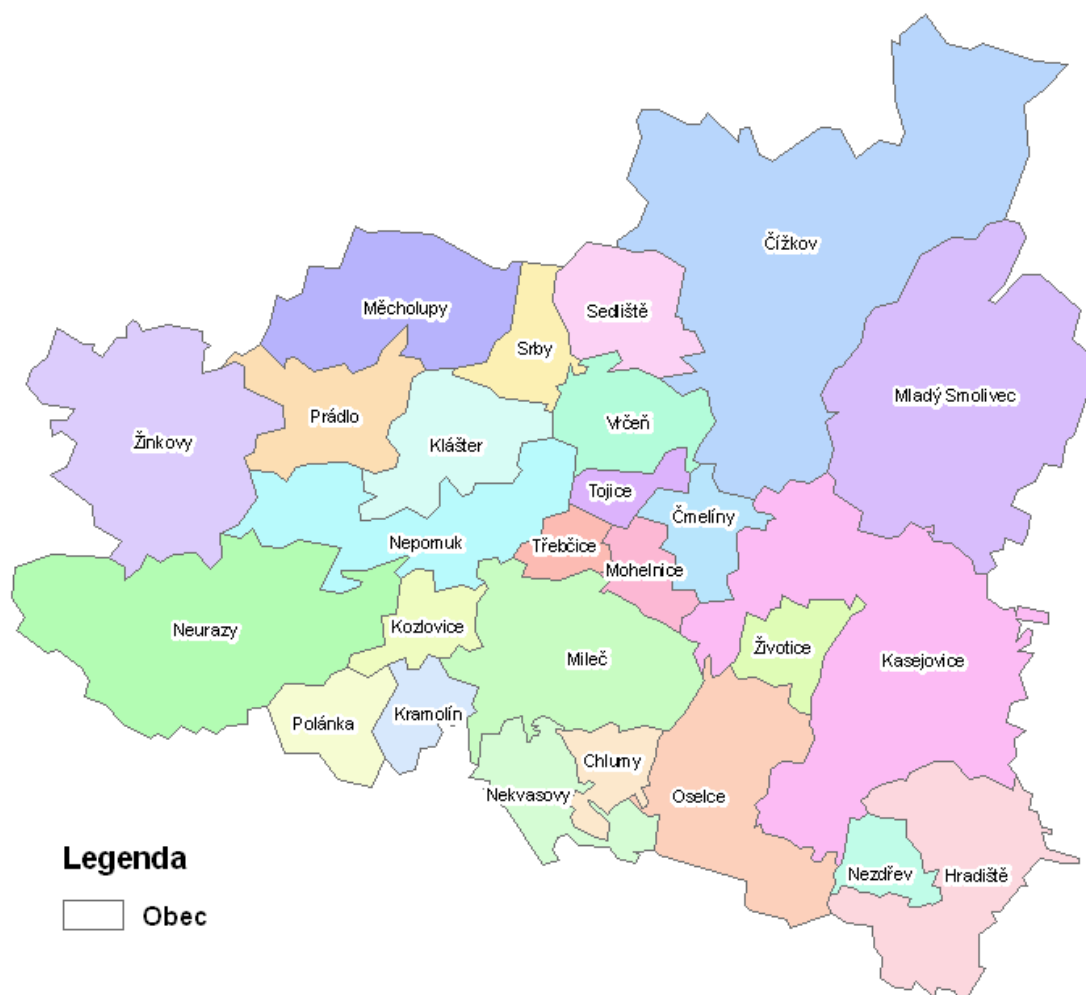 Čížkov
Měcholupy
Sedliště
Srby
Mladý Smolivec
Prádlo
Vrčeň
Žinkovy
Klášter
Tojice
Čmelíny
Nepomuk
Třebčice
Mohelnice
Neurazy
Kozlovice
Životice
Mileč
Kasejovice
Polánka
Kramolín
Chlumy
Nekvasovy
Oselce
Nezdřev
Hradiště
Legenda
Obec